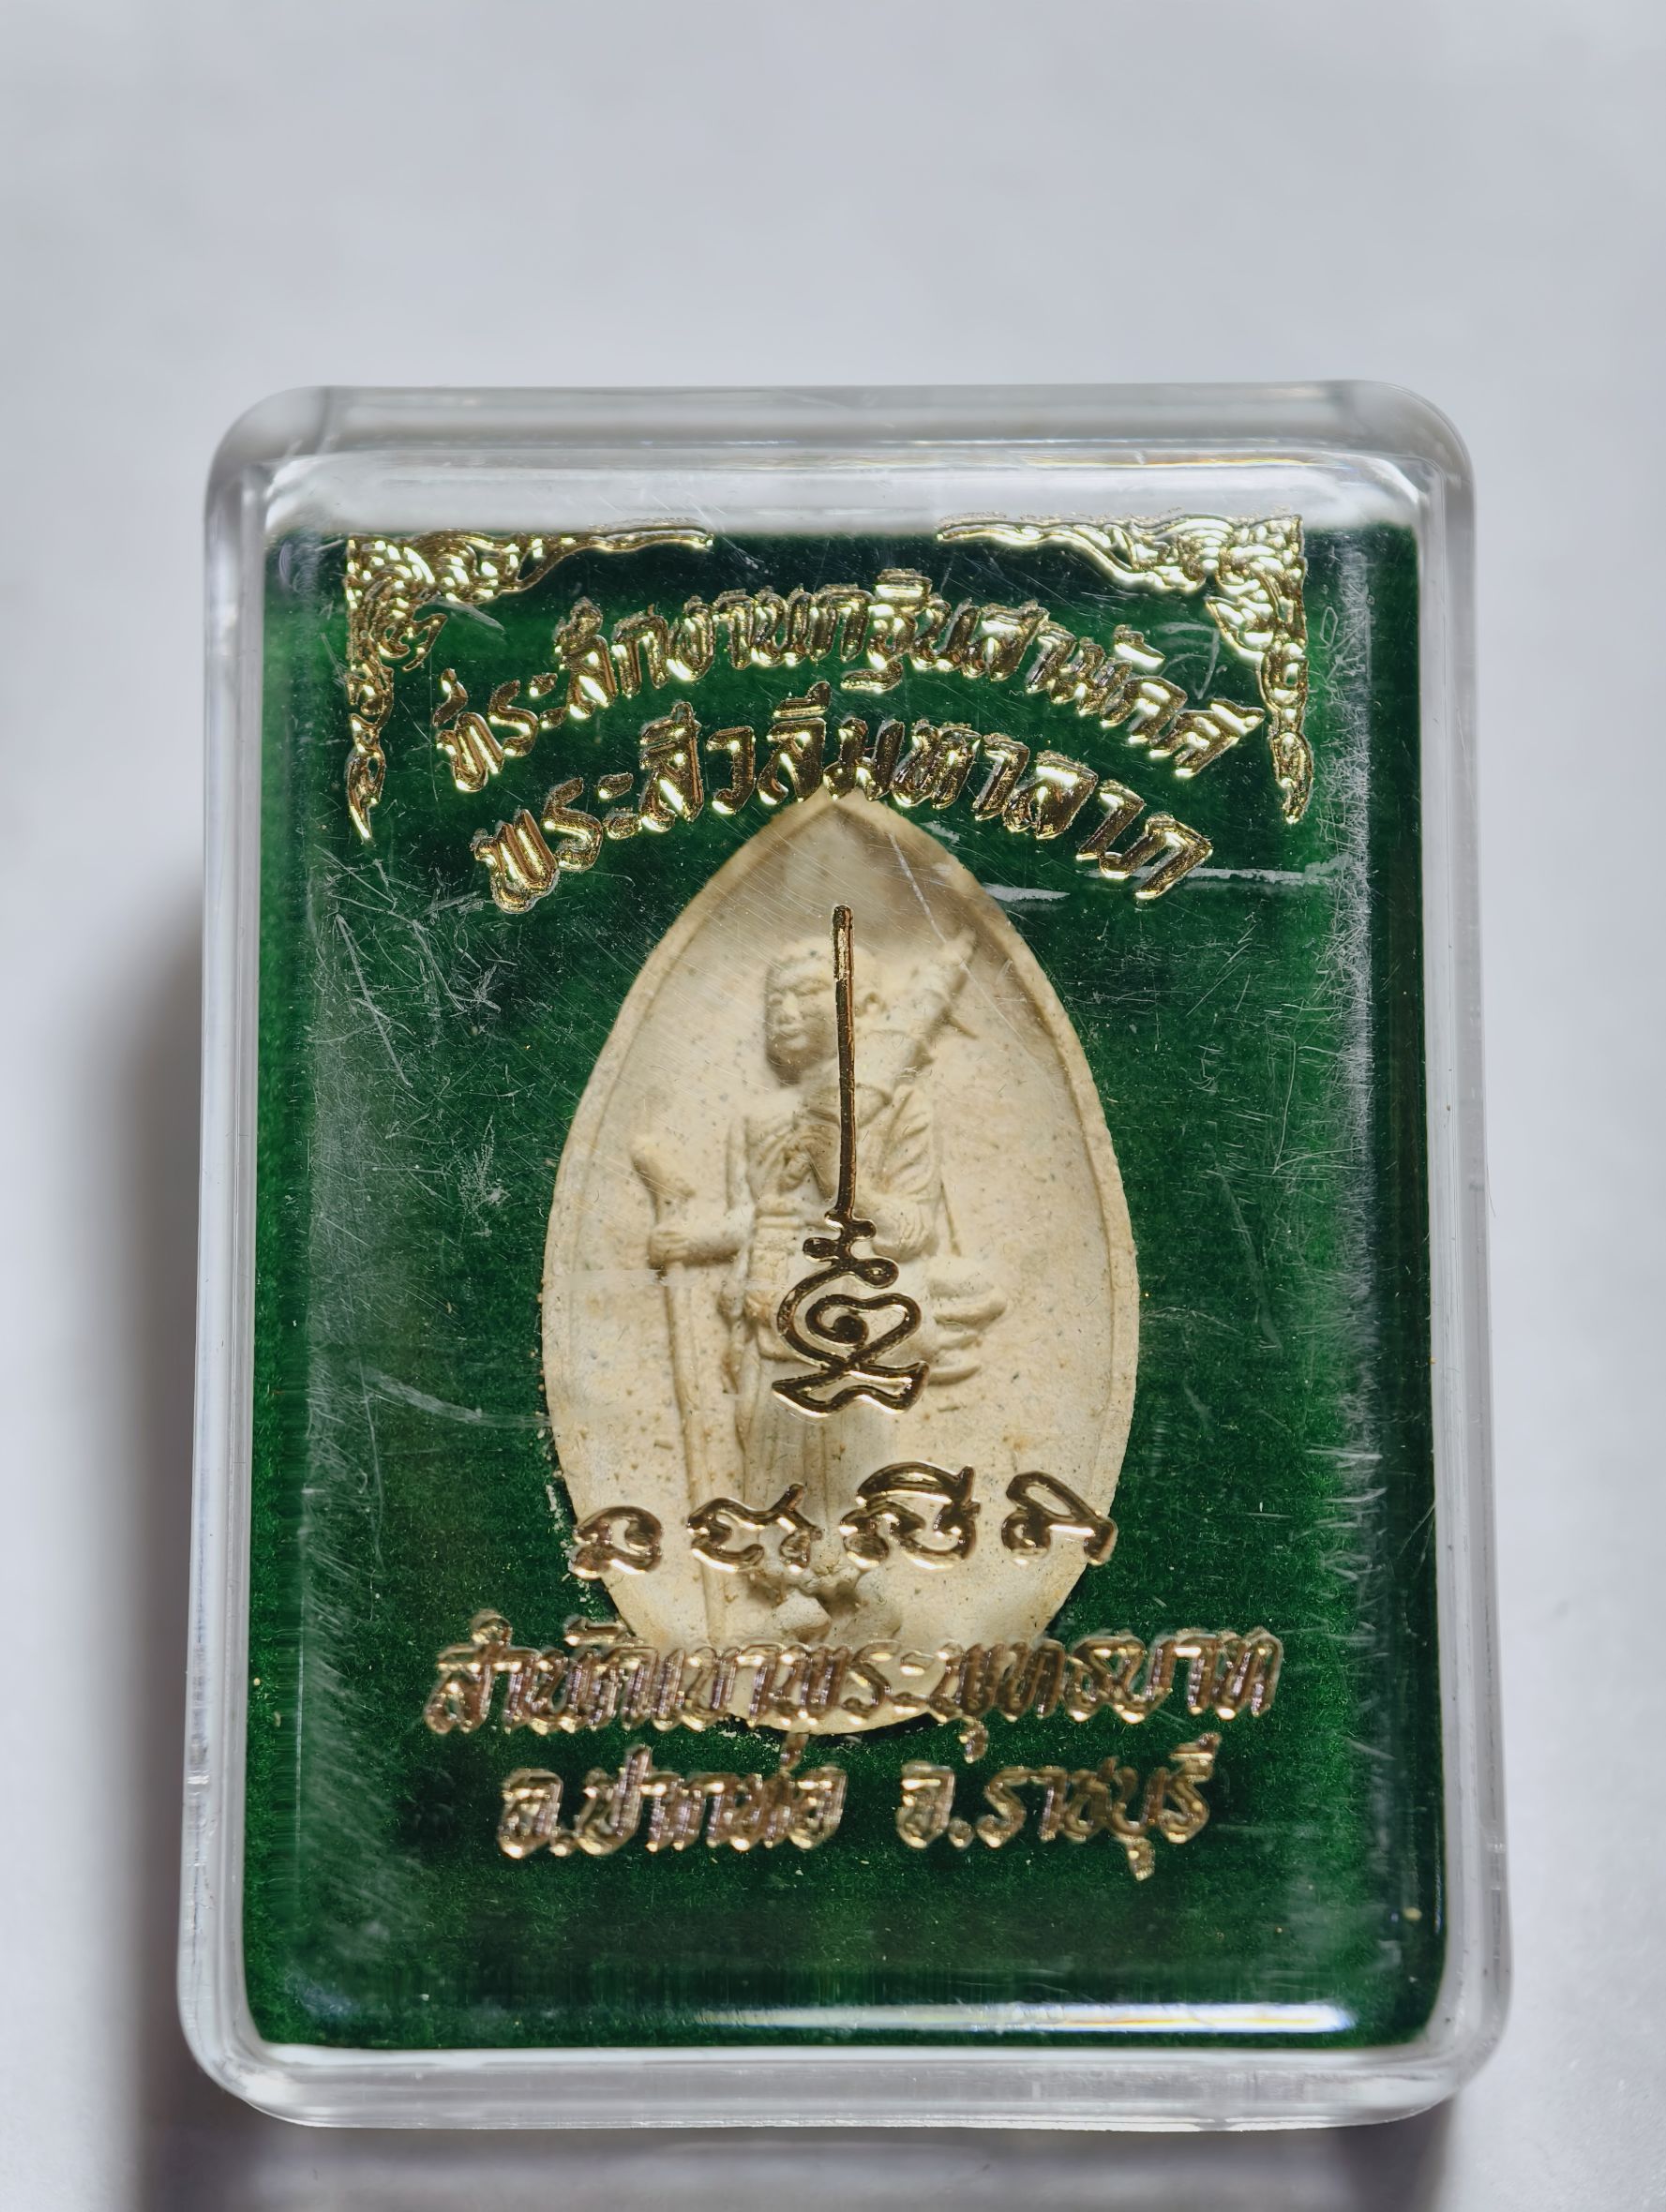 ที่ระลึกงานกฐินสามัคคี
พระสีวลีมหาลาภ
สำนักเขาพระพุทธบาท
อ.ปากท่อ จ.ราชบุรี